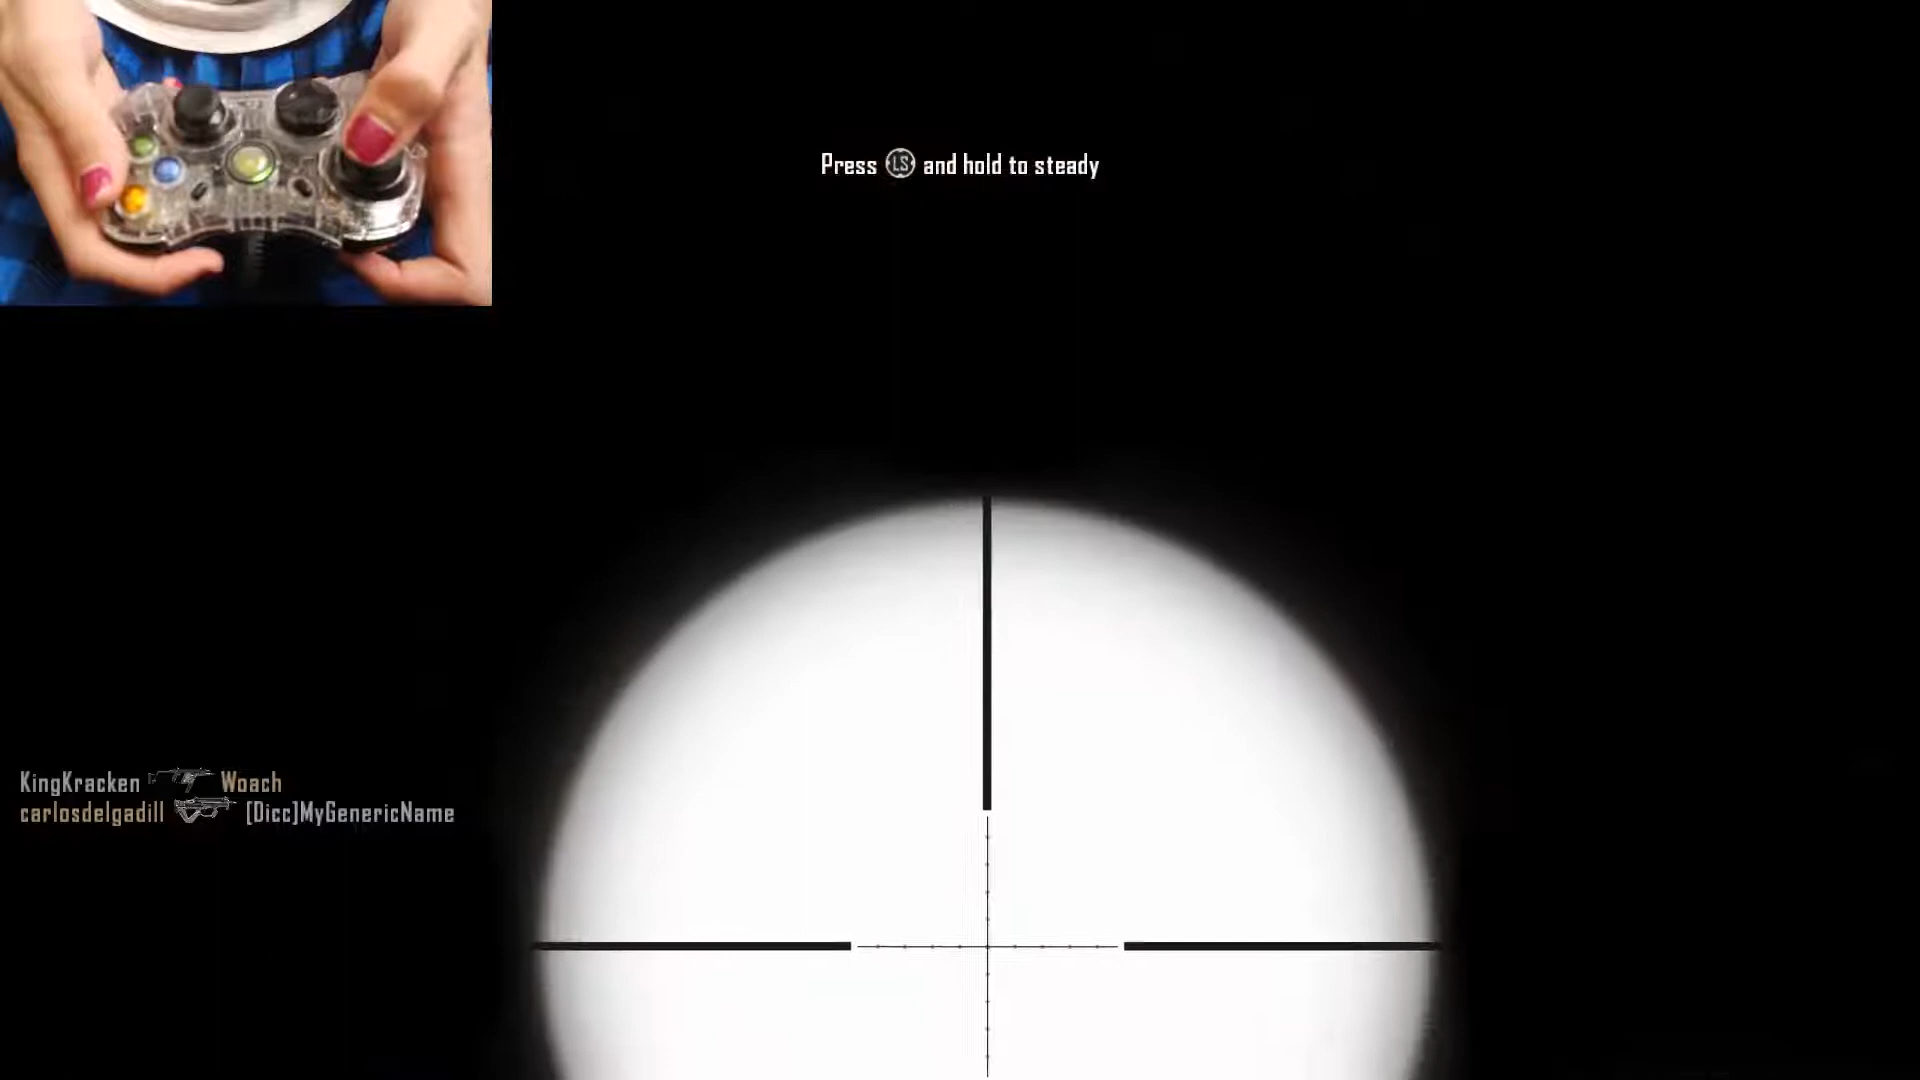 Press LS and hold to steady
KingKracken Woach
carlosdelgadill [Dicc]MyGenericName